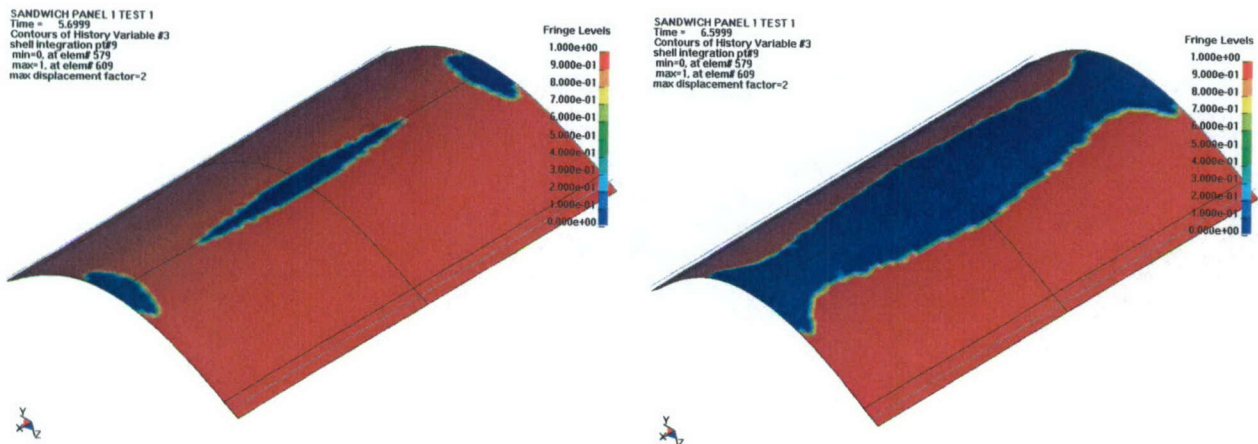 SANDWICH PANEL 1 TEST 1
Time = 5.6999
Contours of History Variable #3
shell integration pt#9
min=0, at elem# 579
max=1, at elem# 609
max displacement factor=2
Fringe Levels
1.000e+00
9.000e-01
8.000e-01
7.000e-01
6.000e-01
5.000e-01
4.000e-01
3.000e-01
2.000e-01
1.000e-01
0.000e+00
Y
X
Z
SANDWICH PANEL 1 TEST 1
Time = 6.5999
Contours of History Variable #3
shell integration pt#9
min=0, at elem# 579
max=1, at elem# 609
max displacement factor=2
Fringe Levels
1.000e+00
9.000e-01
8.000e-01
7.000e-01
6.000e-01
5.000e-01
4.000e-01
3.000e-01
2.000e-01
1.000e-01
0.000e+00
Y
X
Z